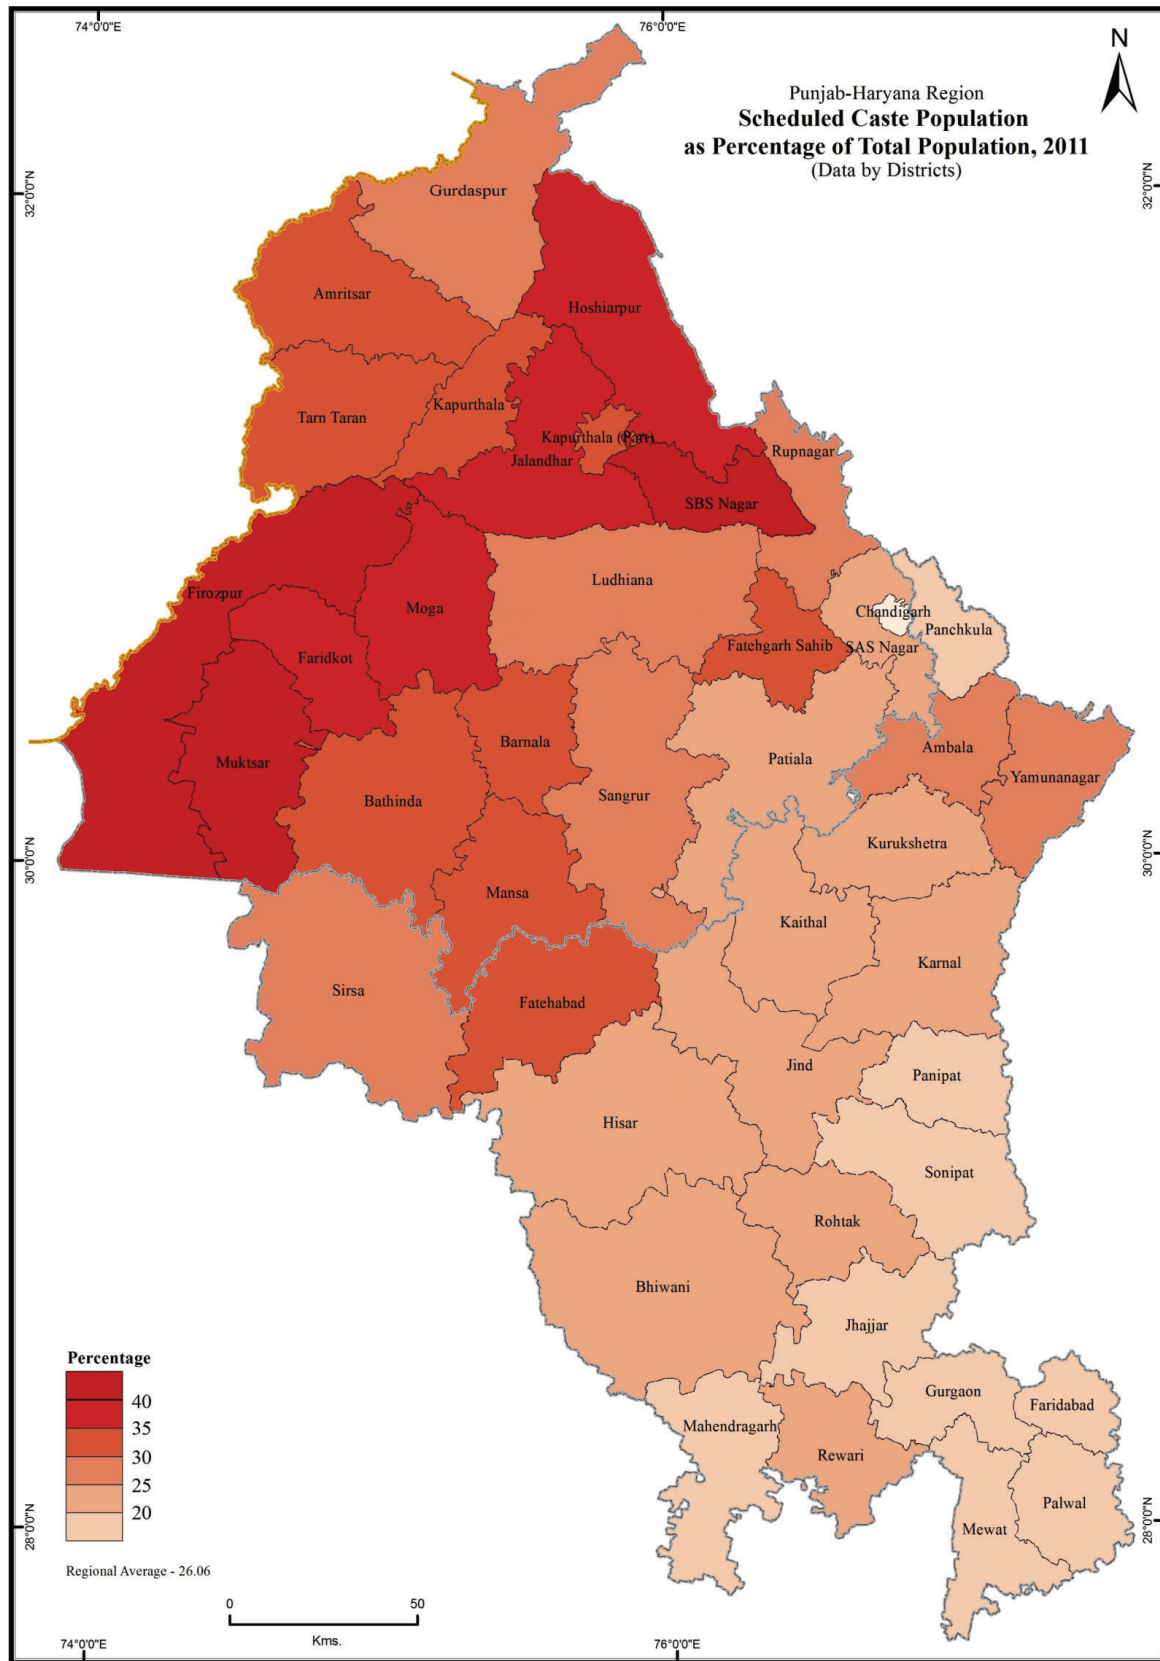 74°0'0"E
76°0'0"E
N
Punjab-Haryana Region
Scheduled Caste Population
as Percentage of Total Population, 2011
(Data by Districts)
32°0'0"N
32°0'0"N
Gurdaspur
Amritsar
Hoshiarpur
Tarn Taran
Kapurthala
Kapurthala (Part)
Jalandhar
Rupnagar
SBS Nagar
Firozpur
Moga
Ludhiana
Chandigarh
Panchkula
Faridkot
Fatehgarh Sahib
SAS Nagar
Muktsar
Barnala
Ambala
Bathinda
Sangrur
Patiala
Yamunanagar
Kurukshetra
30°0'0"N
30°0'0"N
Mansa
Kaithal
Karnal
Sirsa
Fatehabad
Jind
Panipat
Hisar
Sonipat
Rohtak
Bhiwani
Jhajjar
Gurgaon
Faridabad
Mahendragarh
Rewari
Palwal
Mewat
Percentage
40
35
30
25
20
28°0'0"N
28°0'0"N
Regional Average - 26.06
0 50
Kms.
74°0'0"E
76°0'0"E